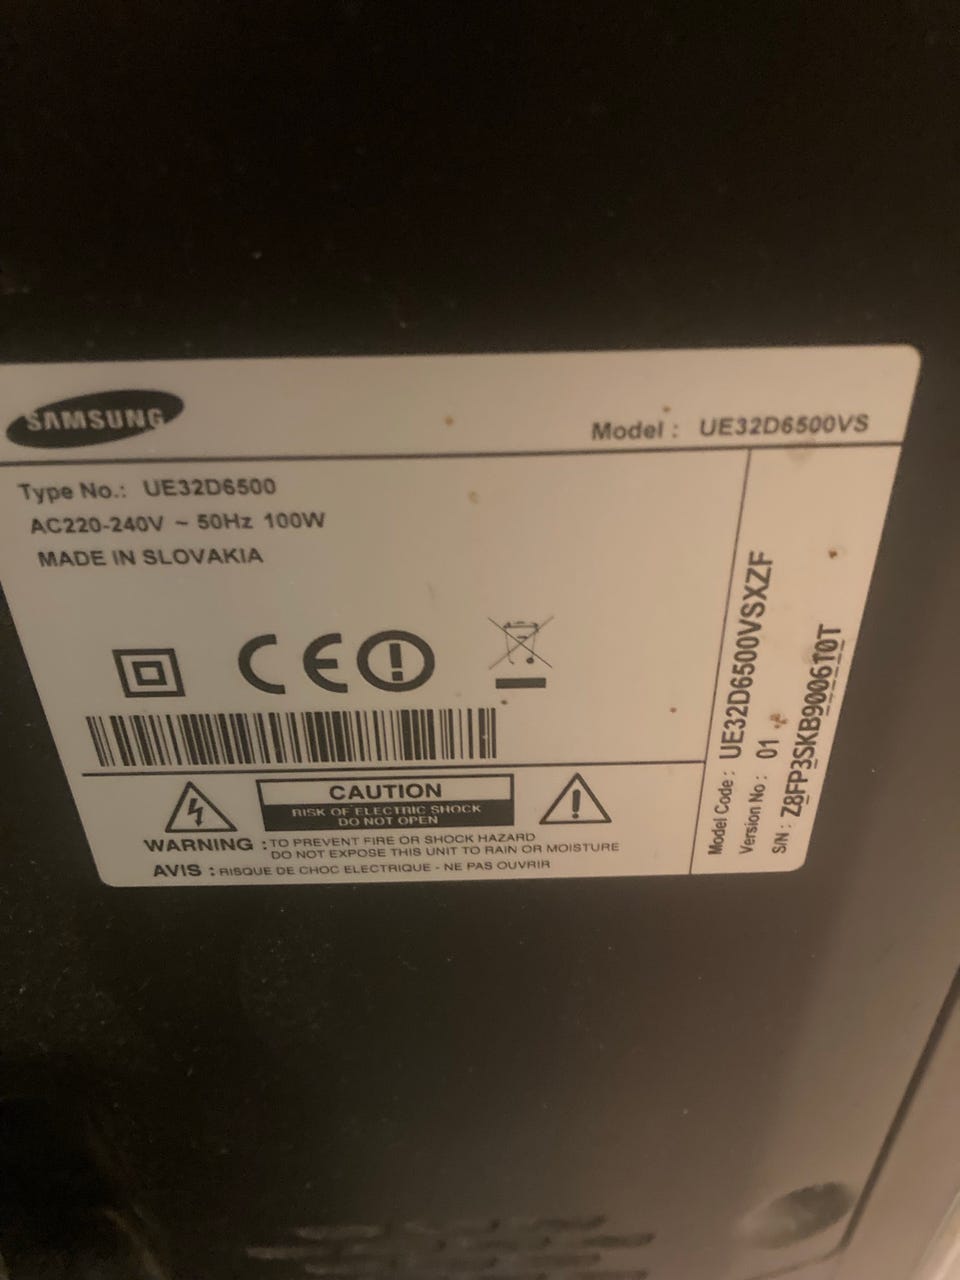 SAMSUNG
Model : UE32D6500VS
Type No.: UE32D6500
AC220-240V ~ 50Hz 100W
MADE IN SLOVAKIA
CE
CAUTION
RISK OF ELECTRIC SHOCK
DO NOT OPEN
WARNING : TO PREVENT FIRE OR SHOCK HAZARD
DO NOT EXPOSE THIS UNIT TO RAIN OR MOISTURE
AVIS : RISQUE DE CHOC ELECTRIQUE - NE PAS OUVRIR
Model Code : UE32D6500VSXZF
Version No : 01
S/N : Z8FP3SKB900610T